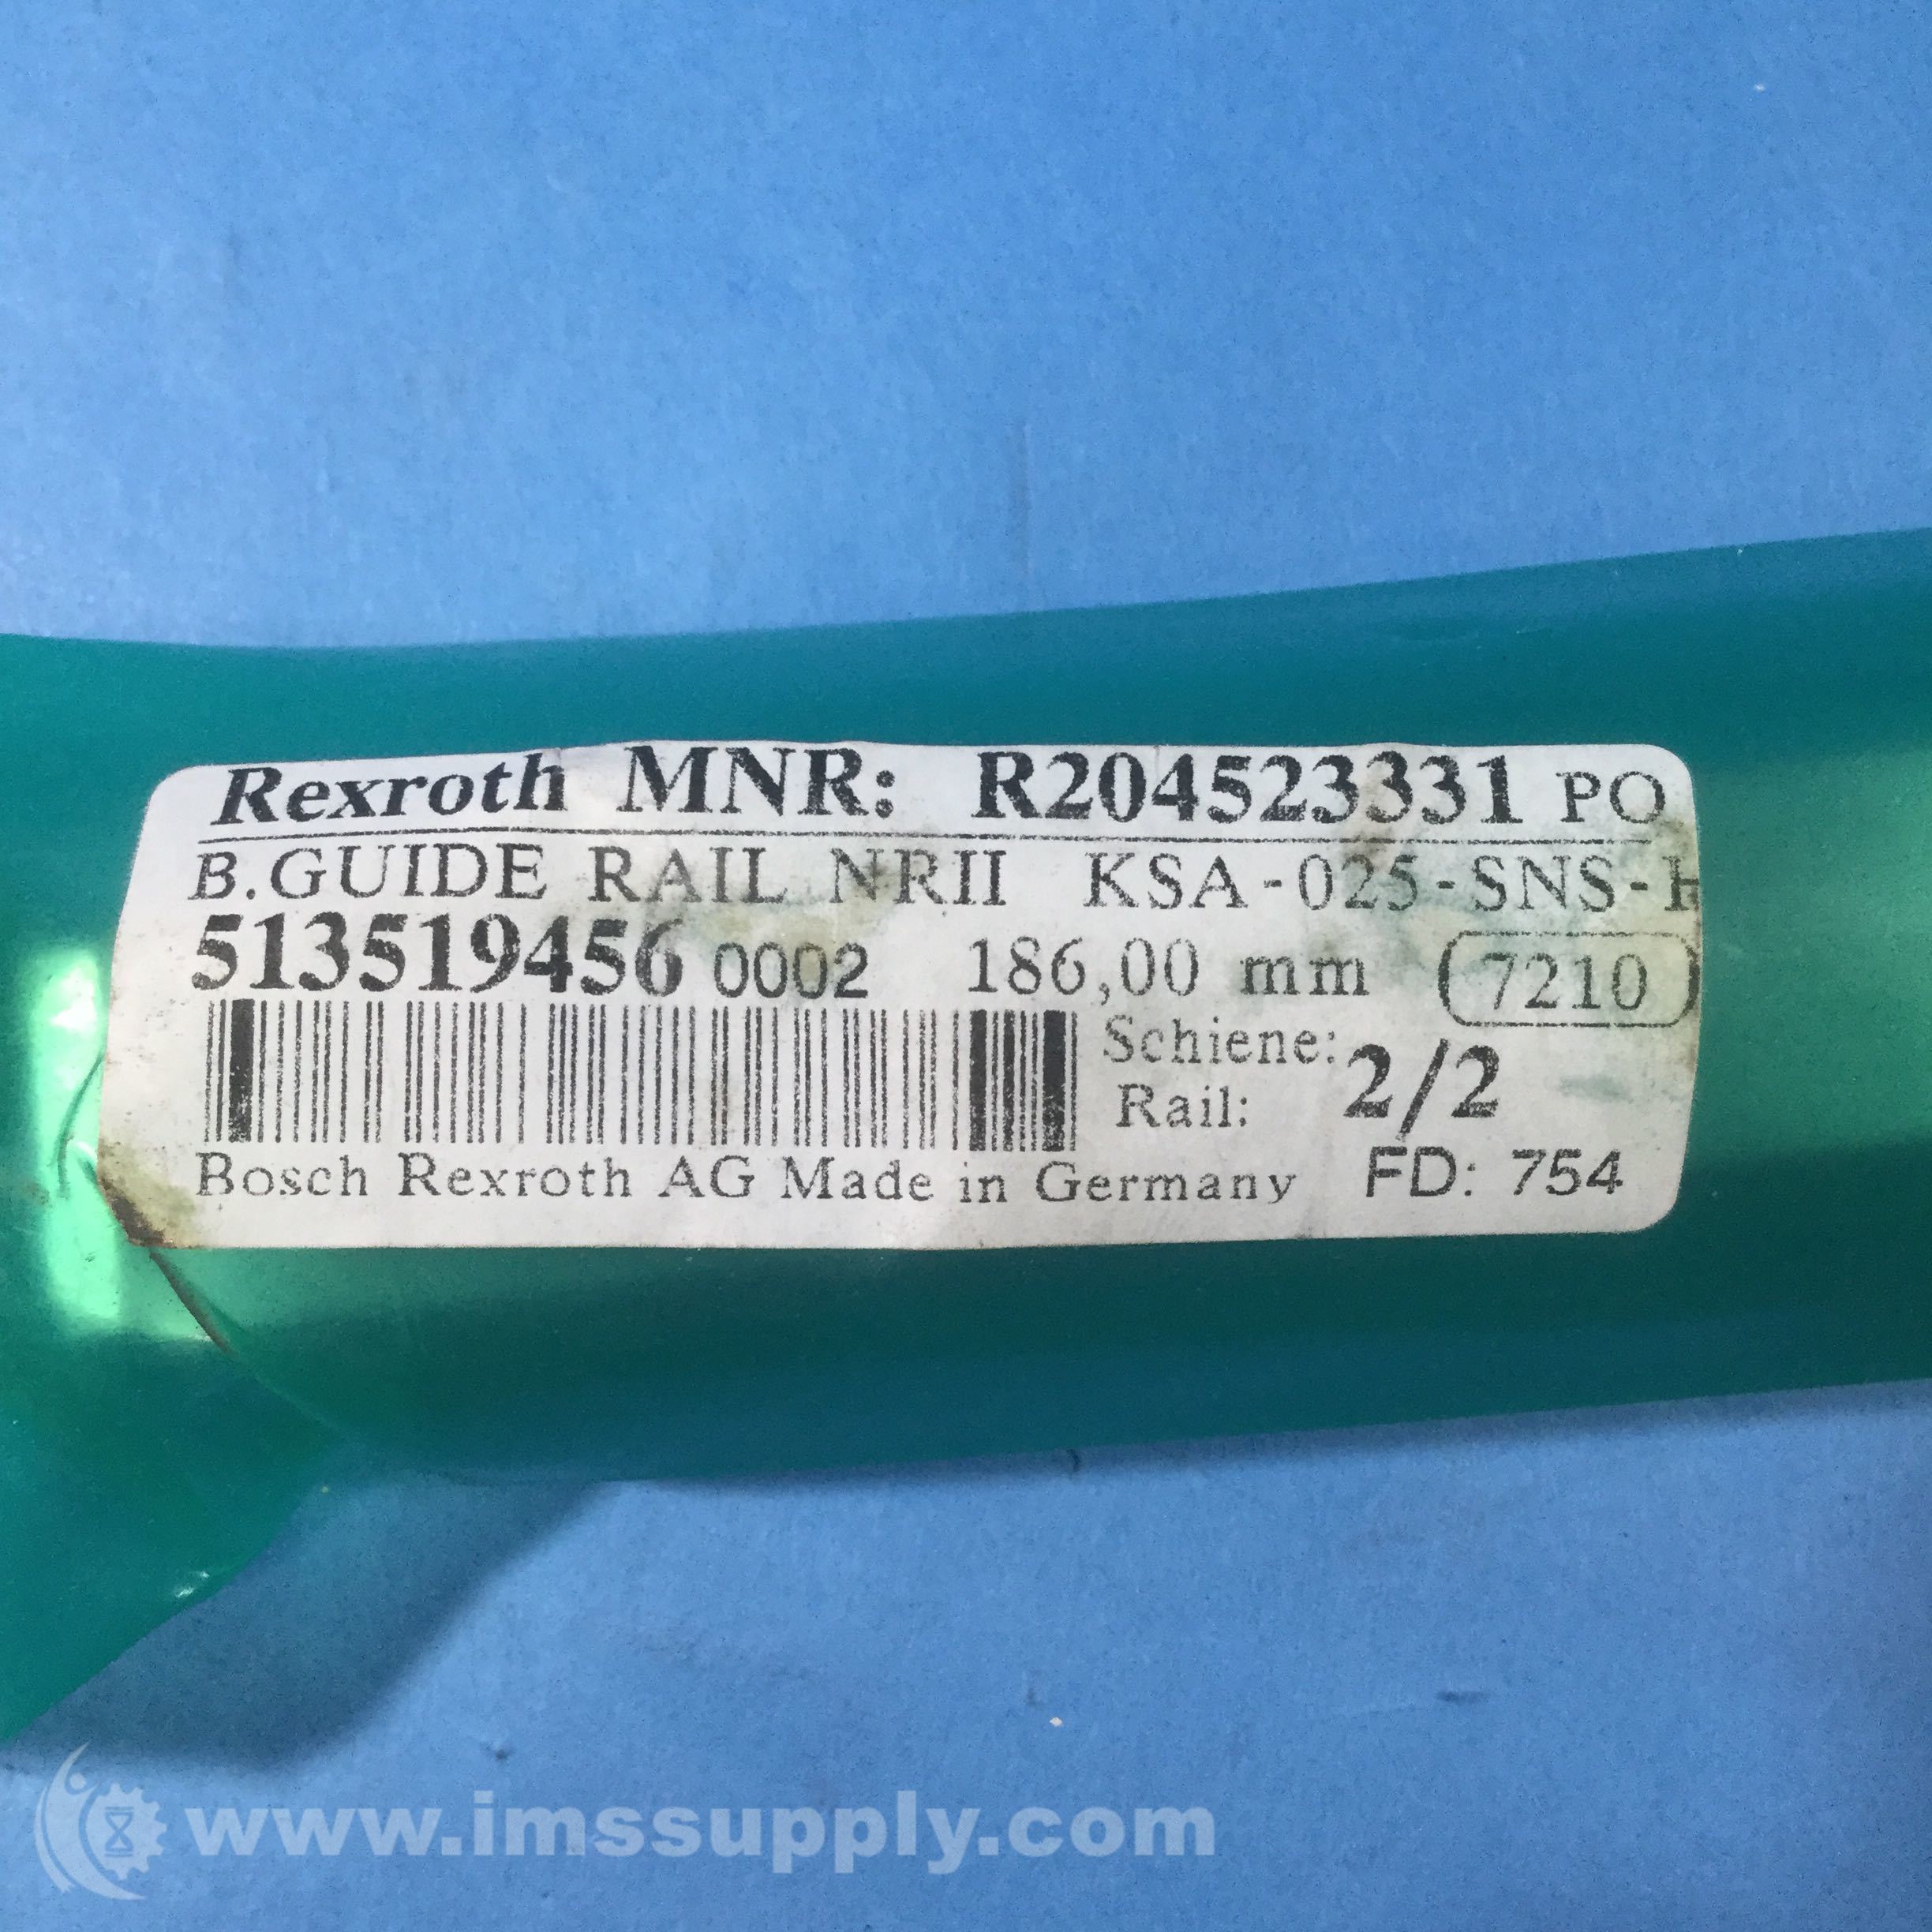 Rexroth MNR: R204523331 PO
B.GUIDE RAIL NRII KSA-025-SNS-H
513519456 0002 186,00 mm 7210
Schiene:
Rail: 2/2
Bosch Rexroth AG Made in Germany FD: 754
www.imssupply.com